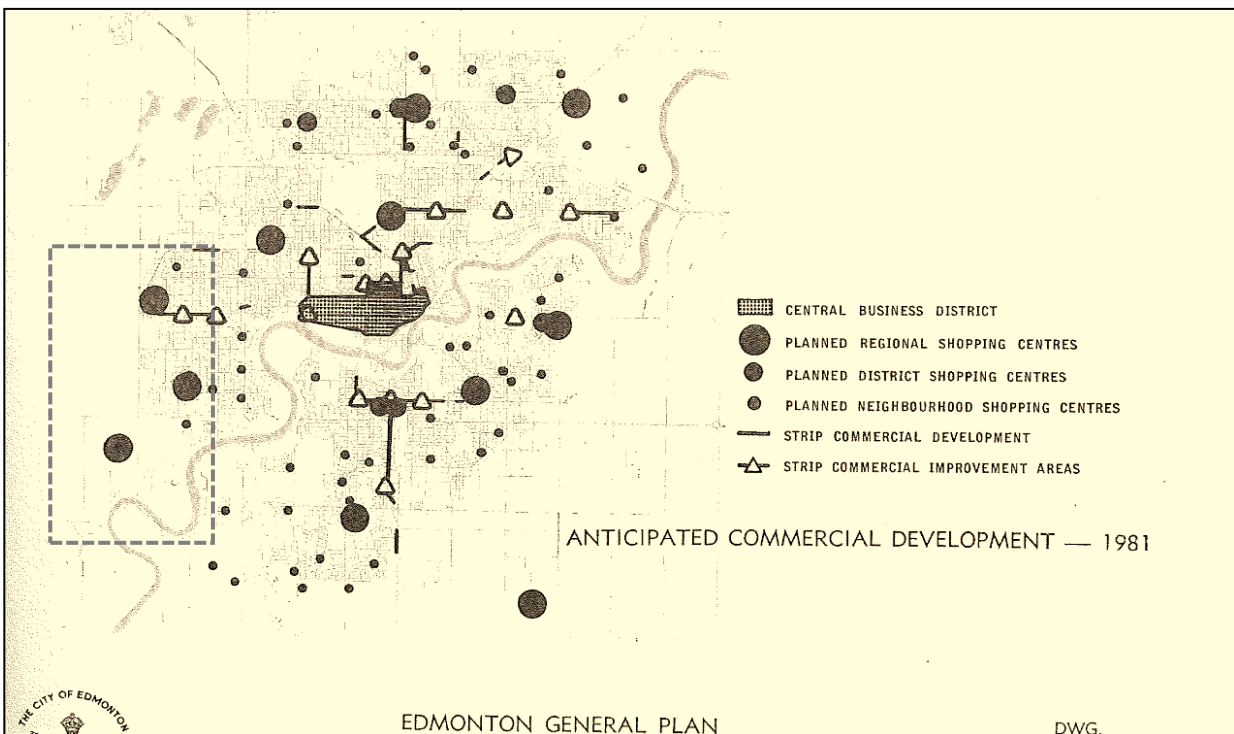 CENTRAL BUSINESS DISTRICT
PLANNED REGIONAL SHOPPING CENTRES
PLANNED DISTRICT SHOPPING CENTRES
PLANNED NEIGHBOURHOOD SHOPPING CENTRES
STRIP COMMERCIAL DEVELOPMENT
STRIP COMMERCIAL IMPROVEMENT AREAS
ANTICIPATED COMMERCIAL DEVELOPMENT — 1981
THE CITY OF EDMONTON
EDMONTON GENERAL PLAN
DWG.